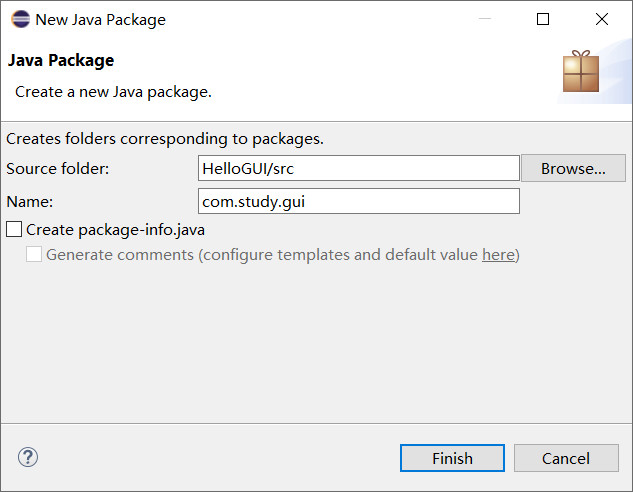 New Java Package
Java Package
Create a new Java package.
Creates folders corresponding to packages.
Source folder: HelloGUI/src Browse...
Name: com.study.gui
Create package-info.java
Generate comments (configure templates and default value here)
? Finish Cancel